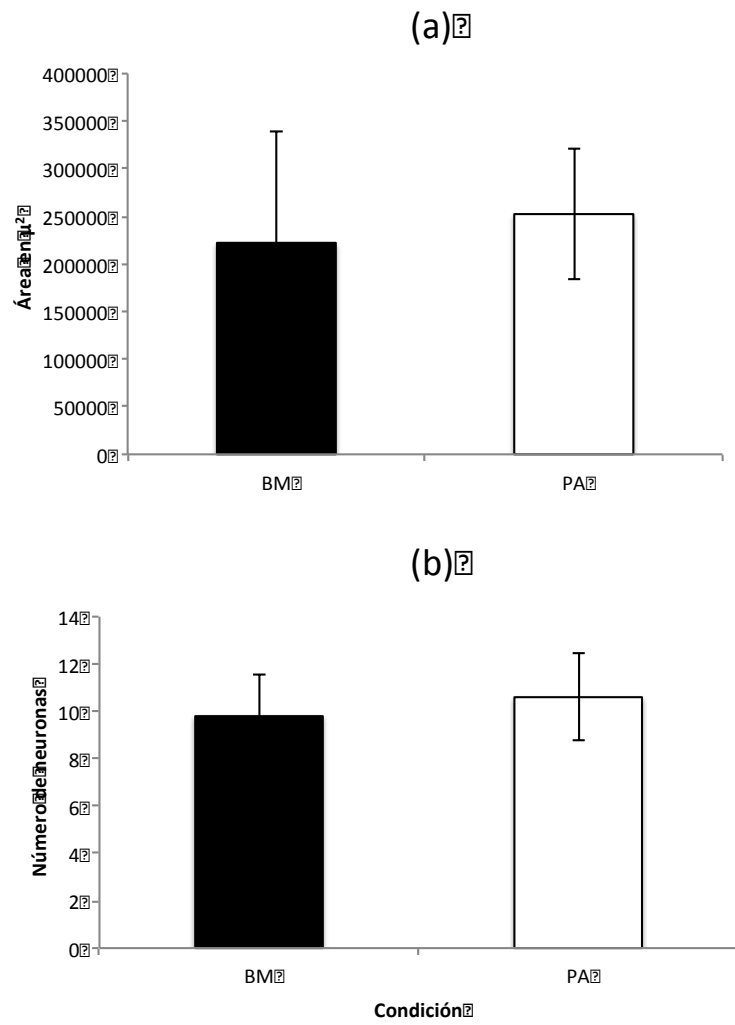 (a)
400000
350000
300000
250000
200000
150000
100000
50000
0
Área en µ²
BM PA
(b)
14
12
10
8
6
4
2
0
Número de neuronas
BM PA
Condición